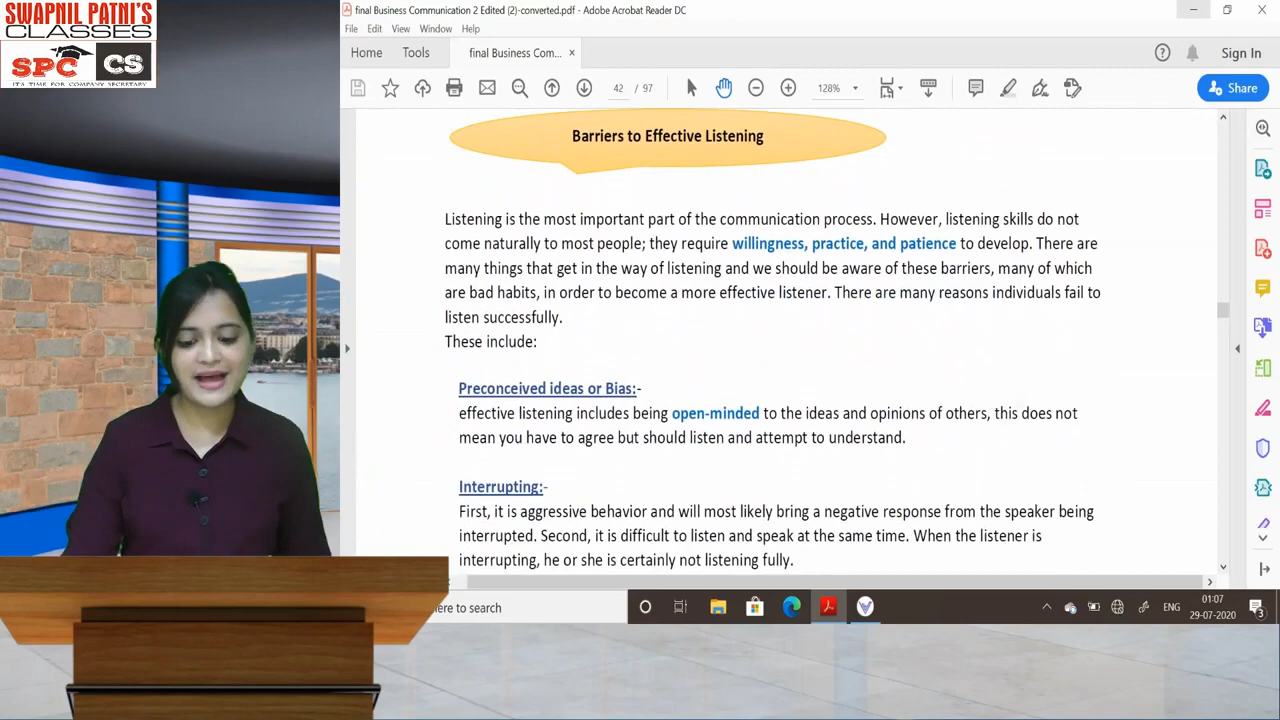 SWAPNIL PATNI'S
CLASSES
SPC CS
IT'S TIME FOR COMPANY SECRETARY
final Business Communication 2 Edited (2)-converted.pdf - Adobe Acrobat Reader DC
File Edit View Window Help
Home Tools final Business Com... × Sign In
42 / 97 128% Share
Barriers to Effective Listening
Listening is the most important part of the communication process. However, listening skills do not
come naturally to most people; they require willingness, practice, and patience to develop. There are
many things that get in the way of listening and we should be aware of these barriers, many of which
are bad habits, in order to become a more effective listener. There are many reasons individuals fail to
listen successfully.
These include:
Preconceived ideas or Bias:-
effective listening includes being open-minded to the ideas and opinions of others, this does not
mean you have to agree but should listen and attempt to understand.
Interrupting:-
First, it is aggressive behavior and will most likely bring a negative response from the speaker being
interrupted. Second, it is difficult to listen and speak at the same time. When the listener is
interrupting, he or she is certainly not listening fully.
ere to search
ENG
01:07
29-07-2020
3